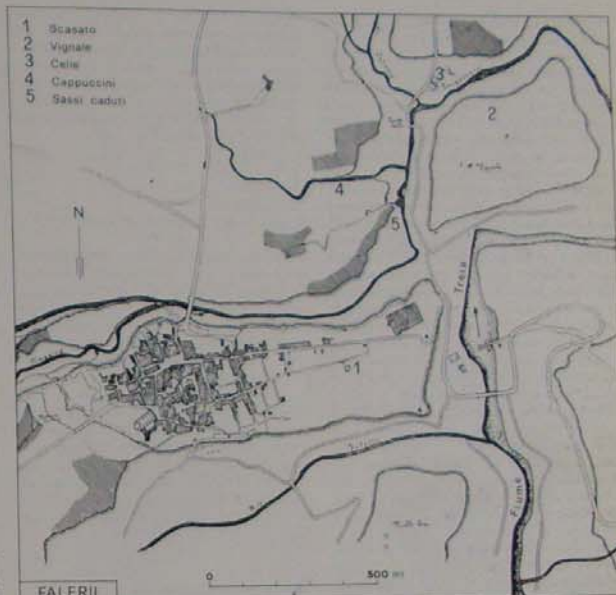 1 Scasato
2 Vignale
3 Celle
4 Cappuccini
5 Sassi caduti
3
2
4
5
N
Treia
1
Fiume
0 500 m
FALERII